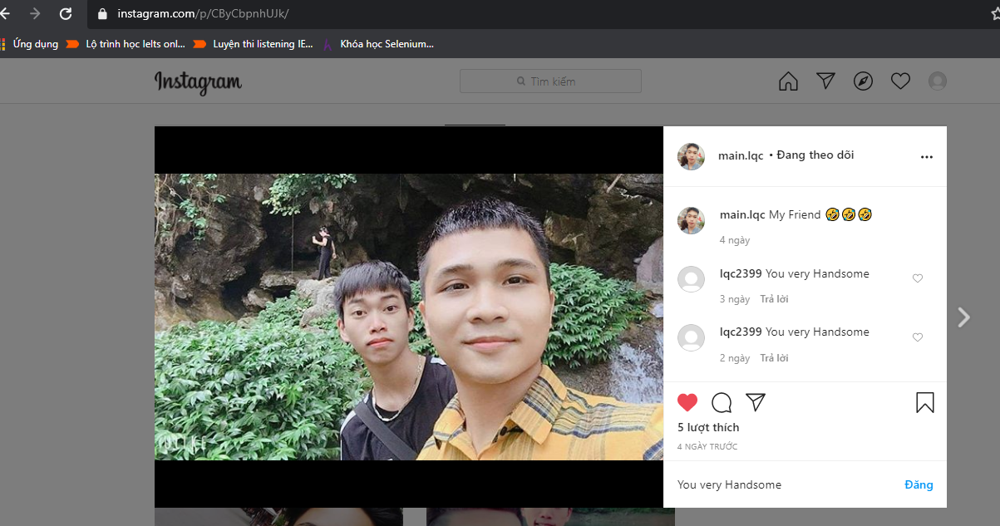 instagram.com/p/CByCbpnhUJk/
Ứng dụng Lộ trình học Ielts onl... Luyện thi listening IE... Khóa học Selenium...
Instagram Tìm kiếm
main.lqc • Đang theo dõi
main.lqc My Friend 🤣🤣🤣
4 ngày
lqc2399 You very Handsome
3 ngày Trả lời
lqc2399 You very Handsome
2 ngày Trả lời
5 lượt thích
4 NGÀY TRƯỚC
You very Handsome Đăng